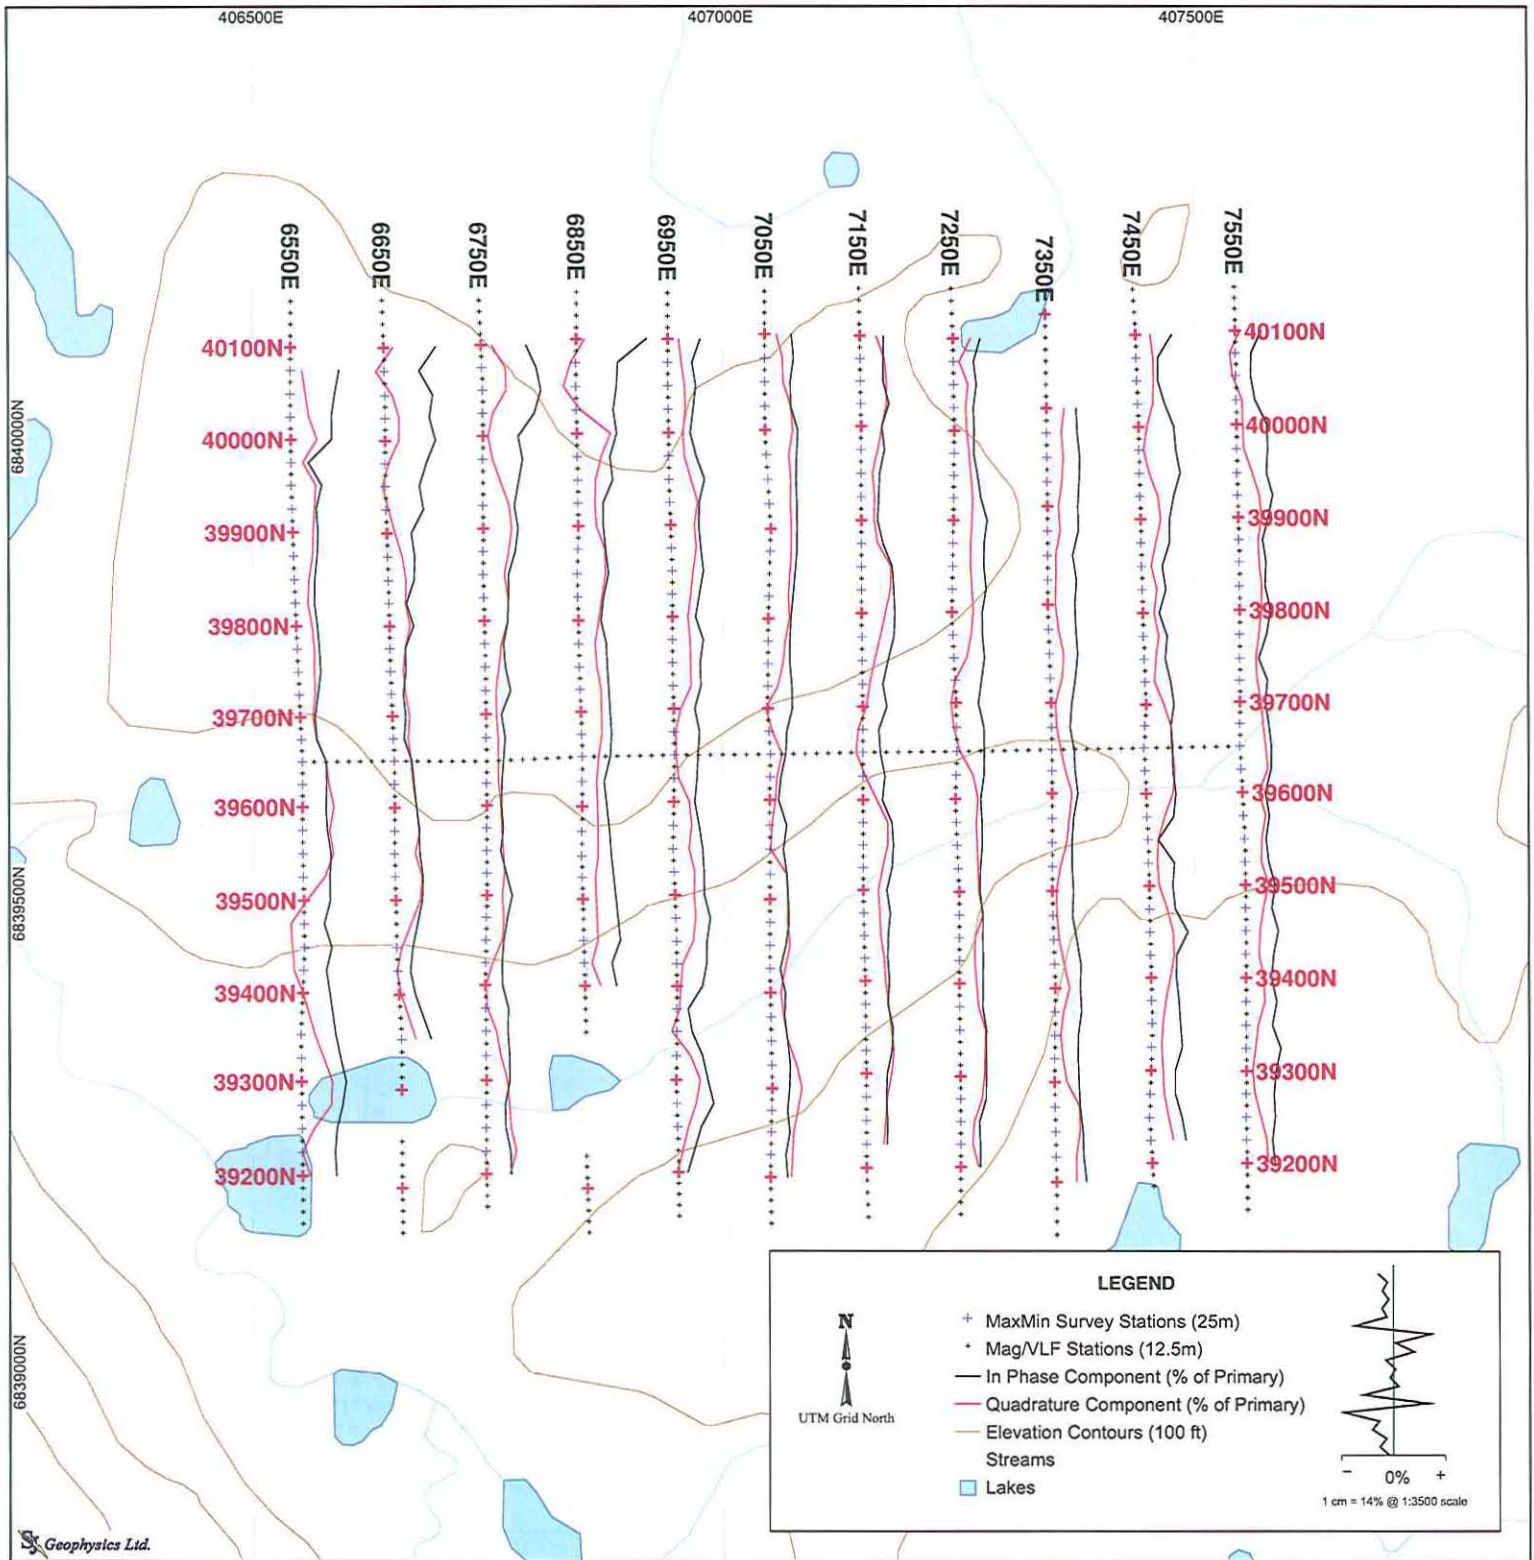 406500E
407000E
407500E
6550E
6650E
6750E
6850E
6950E
7050E
7150E
7250E
7350E
7450E
7550E
40100N
40000N
39900N
39800N
39700N
39600N
39500N
39400N
39300N
39200N
40100N
40000N
39900N
39800N
39700N
39600N
39500N
39400N
39300N
39200N
6840000N
6839500N
6839000N
LEGEND
N
UTM Grid North
MaxMin Survey Stations (25m)
Mag/VLF Stations (12.5m)
In Phase Component (% of Primary)
Quadrature Component (% of Primary)
Elevation Contours (100 ft)
Streams
Lakes
− 0% +
1 cm = 14% @ 1:3500 scale
SJ Geophysics Ltd.